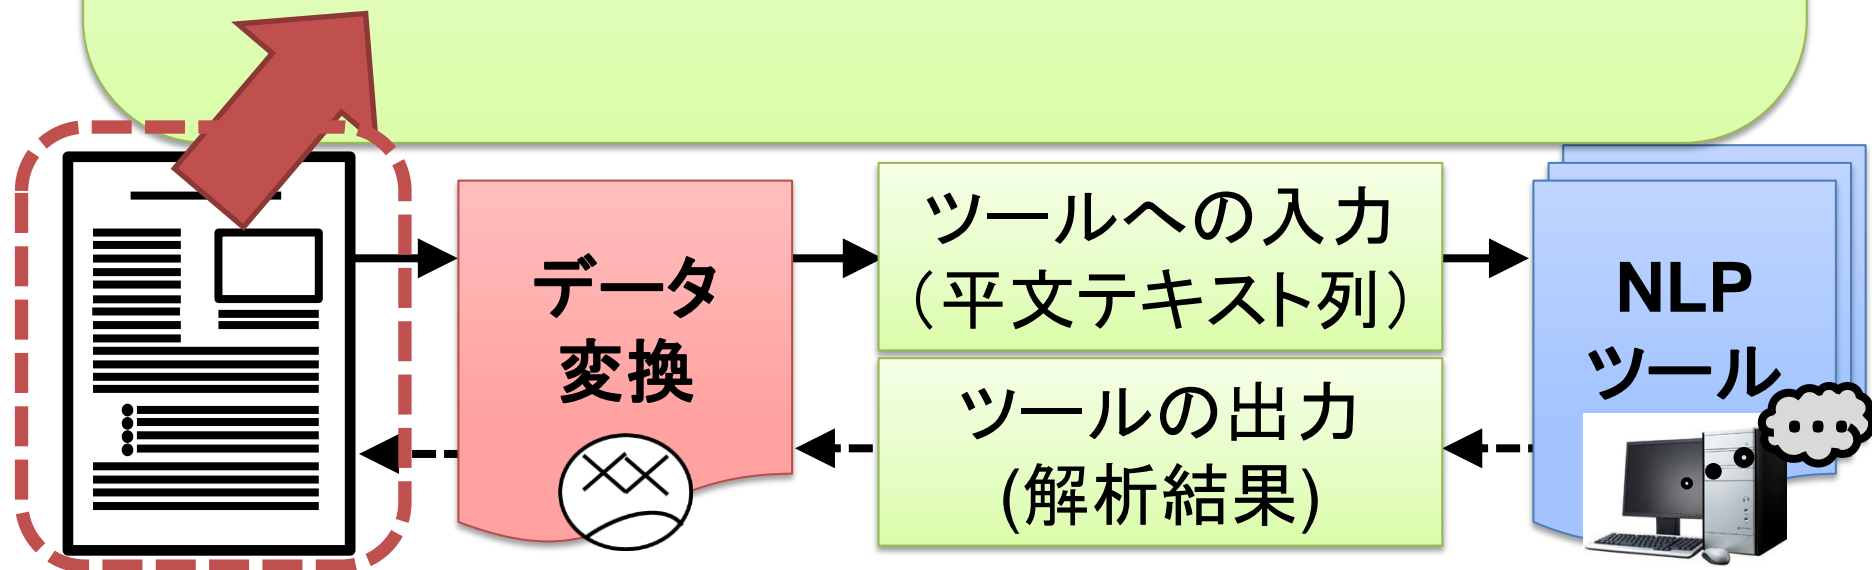 データ
変換
ツールへの入力
（平文テキスト列）
ツールの出力
(解析結果)
NLP
ツール